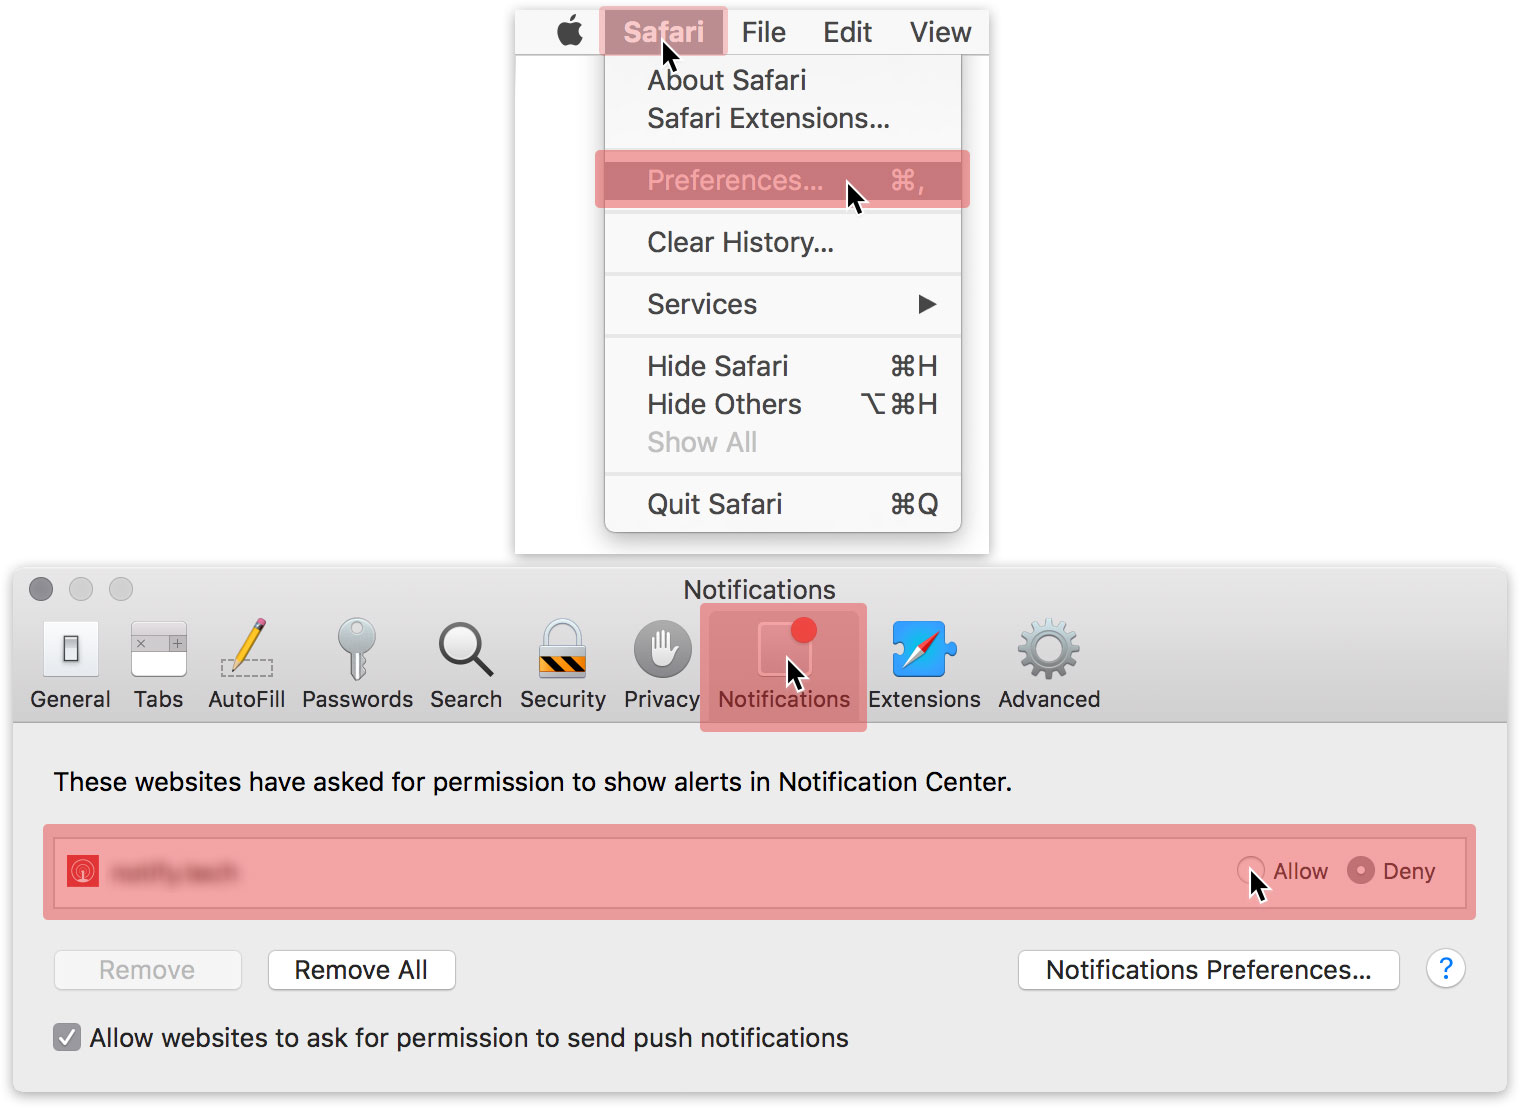 Safari File Edit View
About Safari
Safari Extensions...
Preferences... ⌘,
Clear History...
Services ▶
Hide Safari ⌘H
Hide Others ⌥⌘H
Show All
Quit Safari ⌘Q
Notifications
General Tabs AutoFill Passwords Search Security Privacy Notifications Extensions Advanced
These websites have asked for permission to show alerts in Notification Center.
Allow Deny
Remove Remove All Notifications Preferences... ?
Allow websites to ask for permission to send push notifications